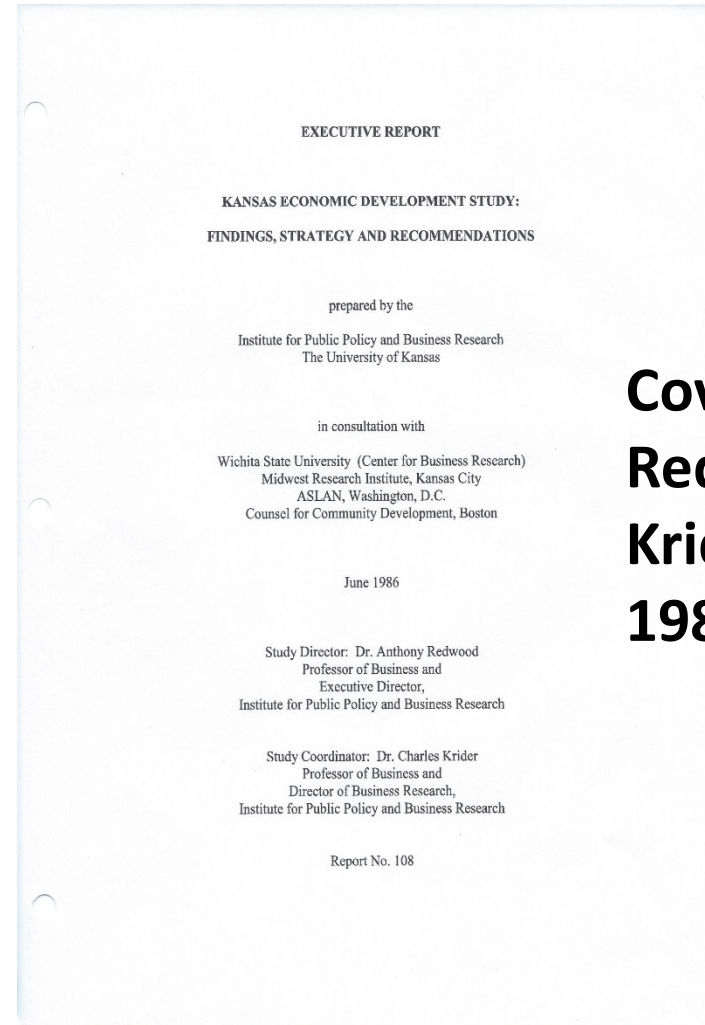 EXECUTIVE REPORT
KANSAS ECONOMIC DEVELOPMENT STUDY:
FINDINGS, STRATEGY AND RECOMMENDATIONS
prepared by the
Institute for Public Policy and Business Research
The University of Kansas
in consultation with
Wichita State University (Center for Business Research)
Midwest Research Institute, Kansas City
ASLAN, Washington, D.C.
Counsel for Community Development, Boston
June 1986
Study Director: Dr. Anthony Redwood
Professor of Business and
Executive Director,
Institute for Public Policy and Business Research
Study Coordinator: Dr. Charles Krider
Professor of Business and
Director of Business Research,
Institute for Public Policy and Business Research
Report No. 108